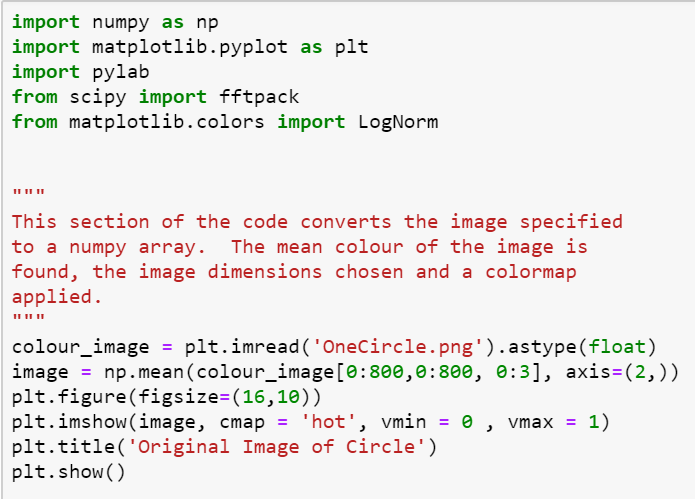 import numpy as np
import matplotlib.pyplot as plt
import pylab
from scipy import fftpack
from matplotlib.colors import LogNorm
"""
This section of the code converts the image specified
to a numpy array.  The mean colour of the image is
found, the image dimensions chosen and a colormap
applied.
"""
colour_image = plt.imread('OneCircle.png').astype(float)
image = np.mean(colour_image[0:800,0:800, 0:3], axis=(2,))
plt.figure(figsize=(16,10))
plt.imshow(image, cmap = 'hot', vmin = 0 , vmax = 1)
plt.title('Original Image of Circle')
plt.show()